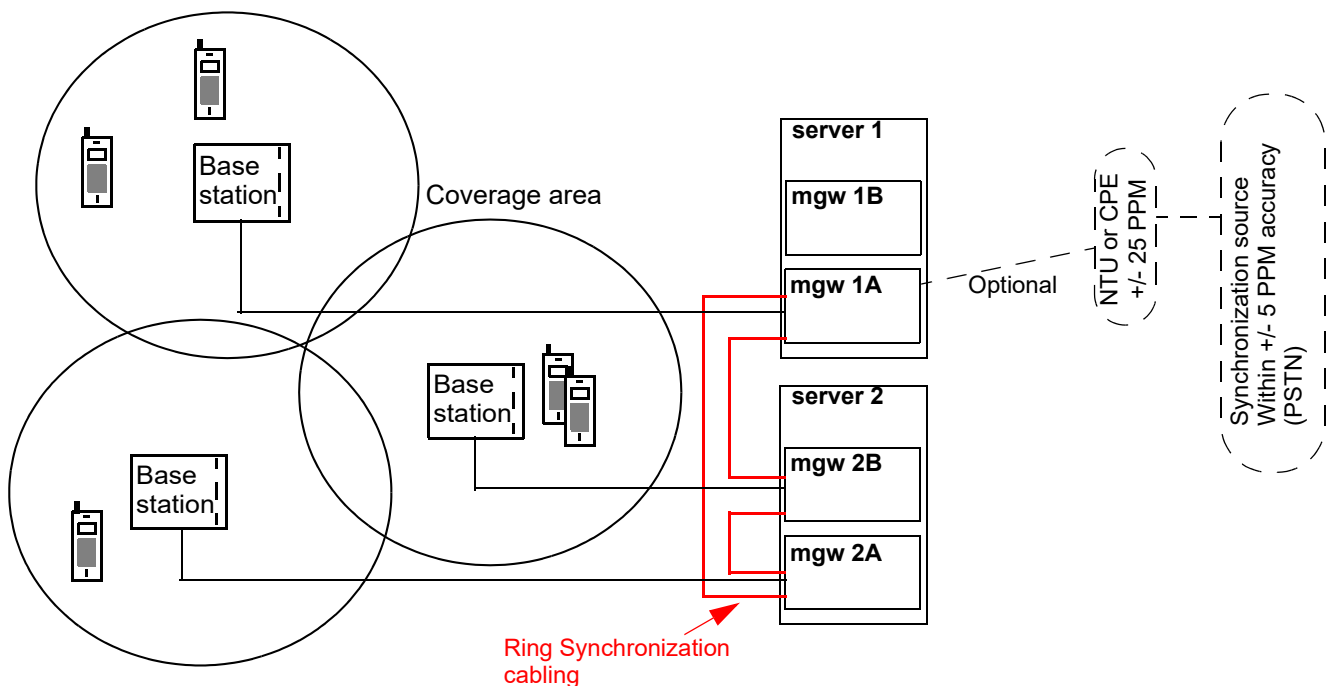 Base
station
Coverage area
Base
station
Base
station
server 1
mgw 1B
mgw 1A
Optional
NTU or CPE
+/- 25 PPM
Synchronization source
Within +/- 5 PPM accuracy
(PSTN)
server 2
mgw 2B
mgw 2A
Ring Synchronization
cabling